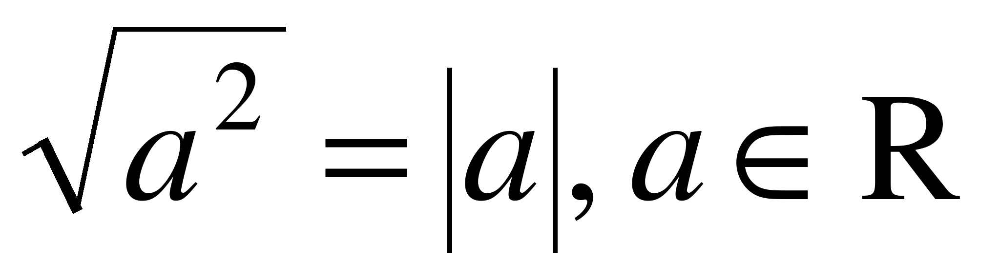 √a² = |a|, a ∈ R